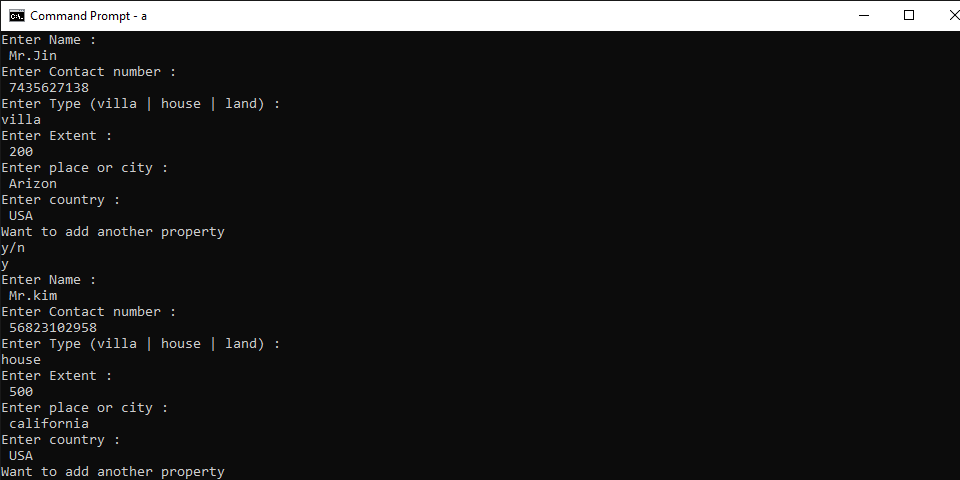 Command Prompt - a
Enter Name :
Mr.Jin
Enter Contact number :
7435627138
Enter Type (villa | house | land) :
villa
Enter Extent :
200
Enter place or city :
Arizon
Enter country :
USA
Want to add another property
y/n
y
Enter Name :
Mr.kim
Enter Contact number :
56823102958
Enter Type (villa | house | land) :
house
Enter Extent :
500
Enter place or city :
california
Enter country :
USA
Want to add another property